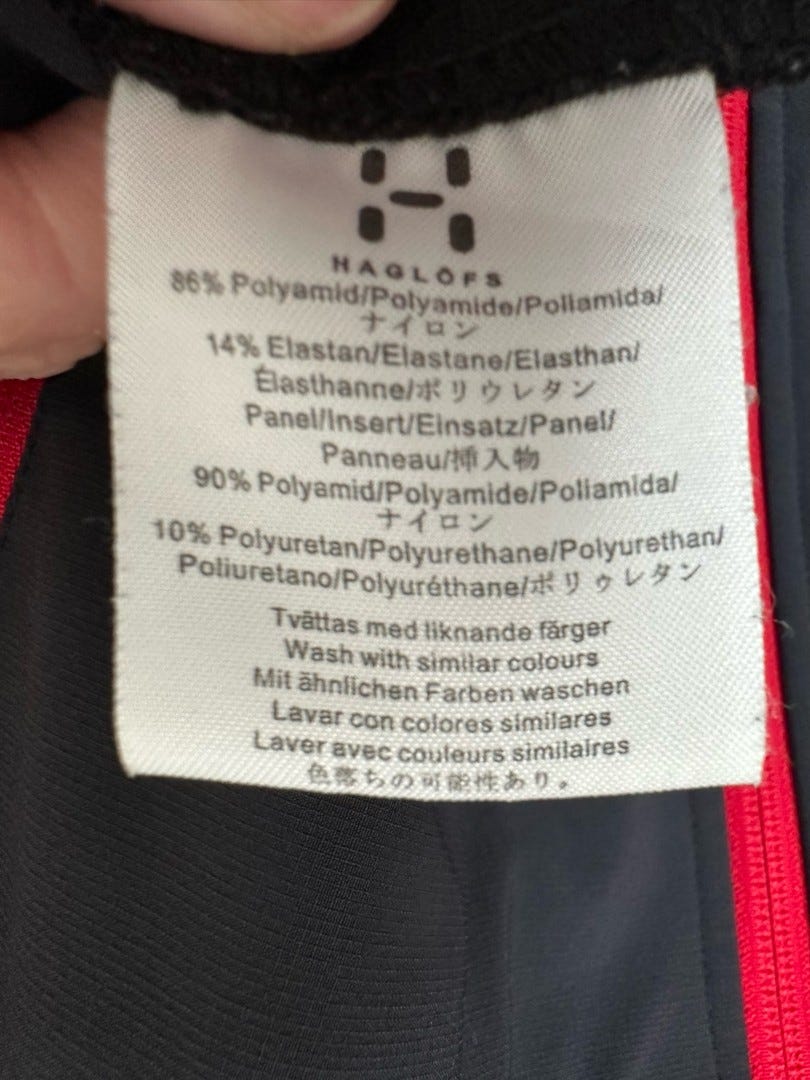 HAGLÖFS
86% Polyamid/Polyamide/Poliamida/
ナイロン
14% Elastan/Elastane/Elasthan/
Élasthanne/ポリウレタン
Panel/Insert/Einsatz/Panel/
Panneau/挿入物
90% Polyamid/Polyamide/Poliamida/
ナイロン
10% Polyuretan/Polyurethane/Polyurethan/
Poliuretano/Polyuréthane/ポリゥレタン
Tvättas med liknande färger
Wash with similar colours
Mit ähnlichen Farben waschen
Lavar con colores similares
Laver avec couleurs similaires
色落ちの可能性あり。